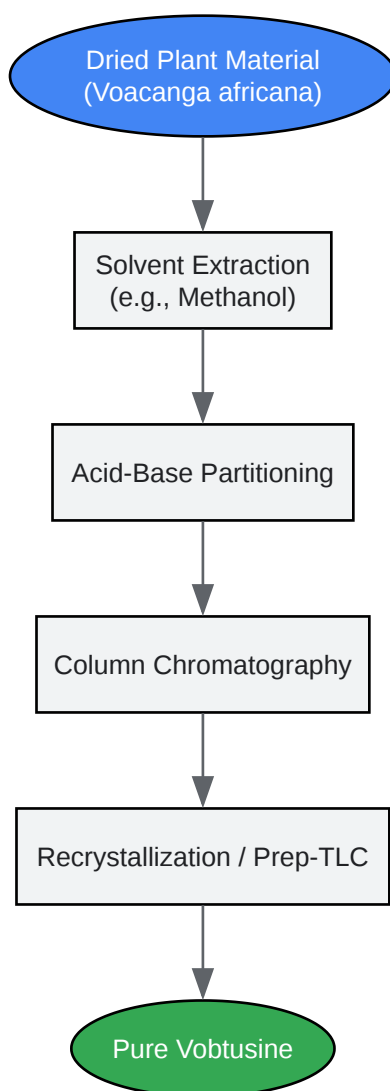 Dried Plant Material
(Voacanga africana)
Solvent Extraction
(e.g., Methanol)
Acid-Base Partitioning
Column Chromatography
Recrystallization / Prep-TLC
Pure Vobtusine